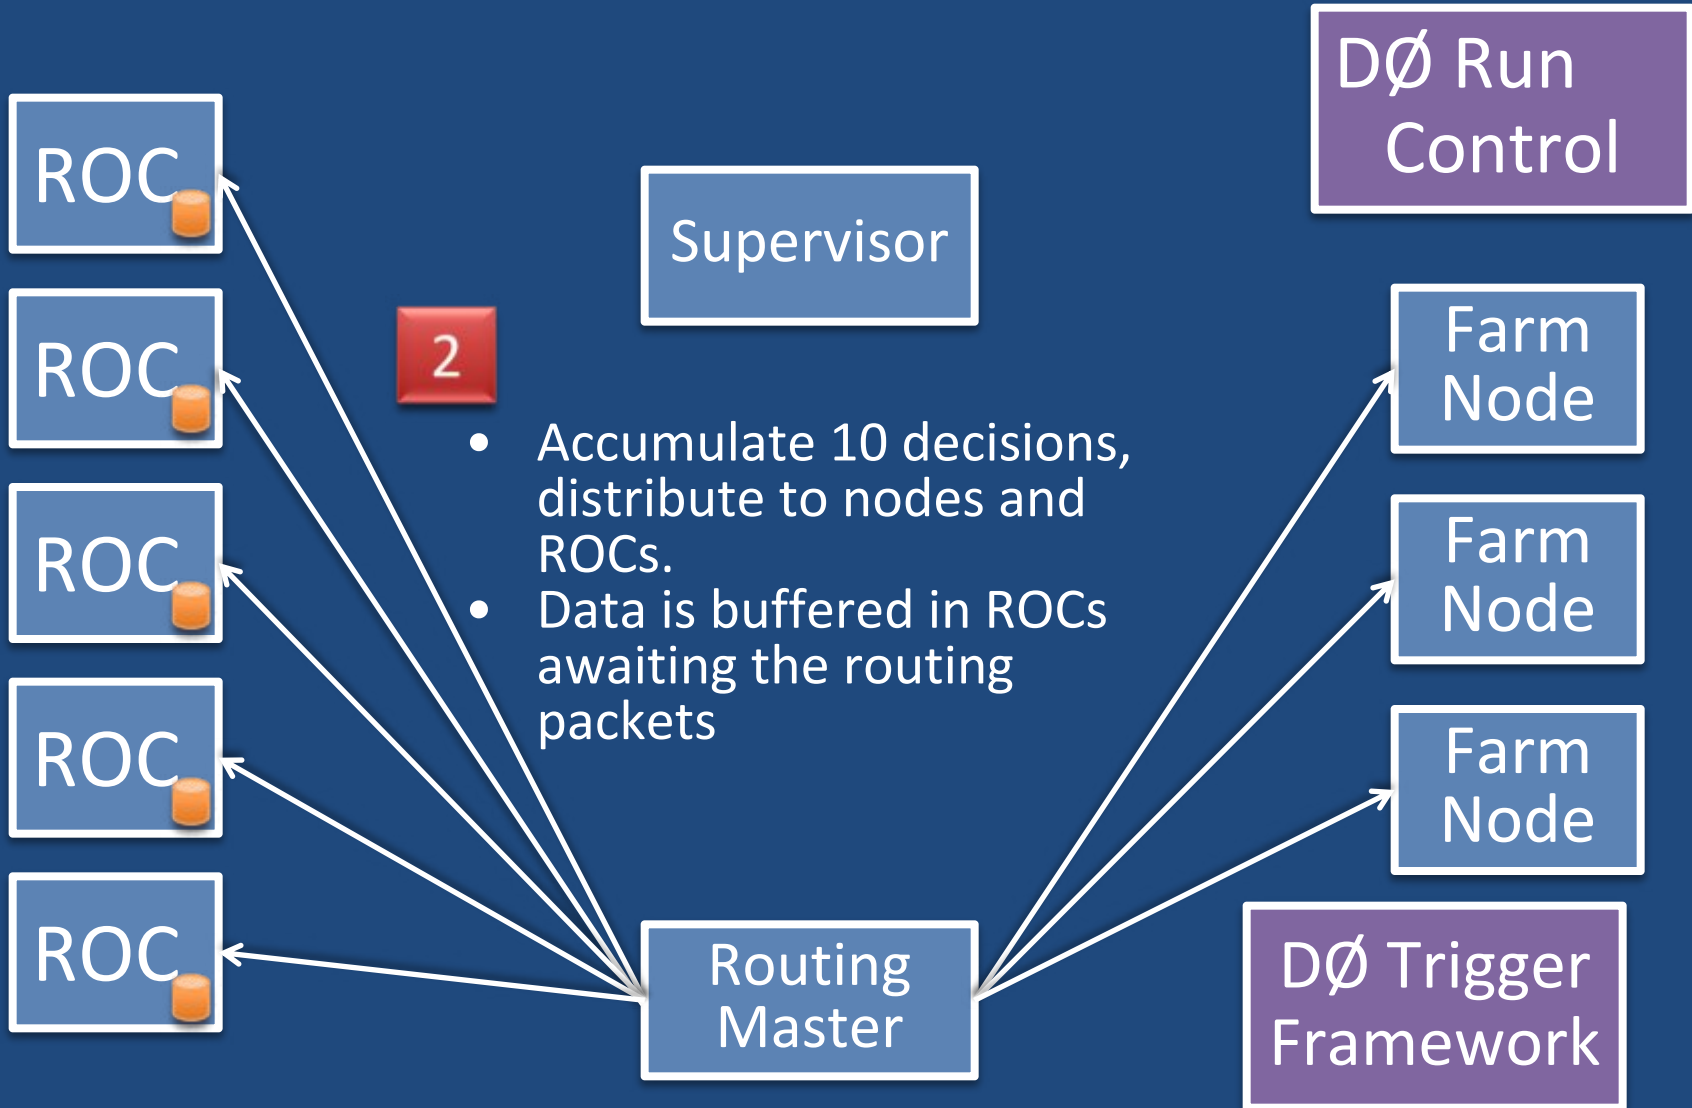 DØ Run
Control
ROC
Supervisor
ROC
2
Farm
Node
• Accumulate 10 decisions,
distribute to nodes and
ROCs.
• Data is buffered in ROCs
awaiting the routing
packets
ROC
Farm
Node
ROC
Farm
Node
ROC
Routing
Master
DØ Trigger
Framework